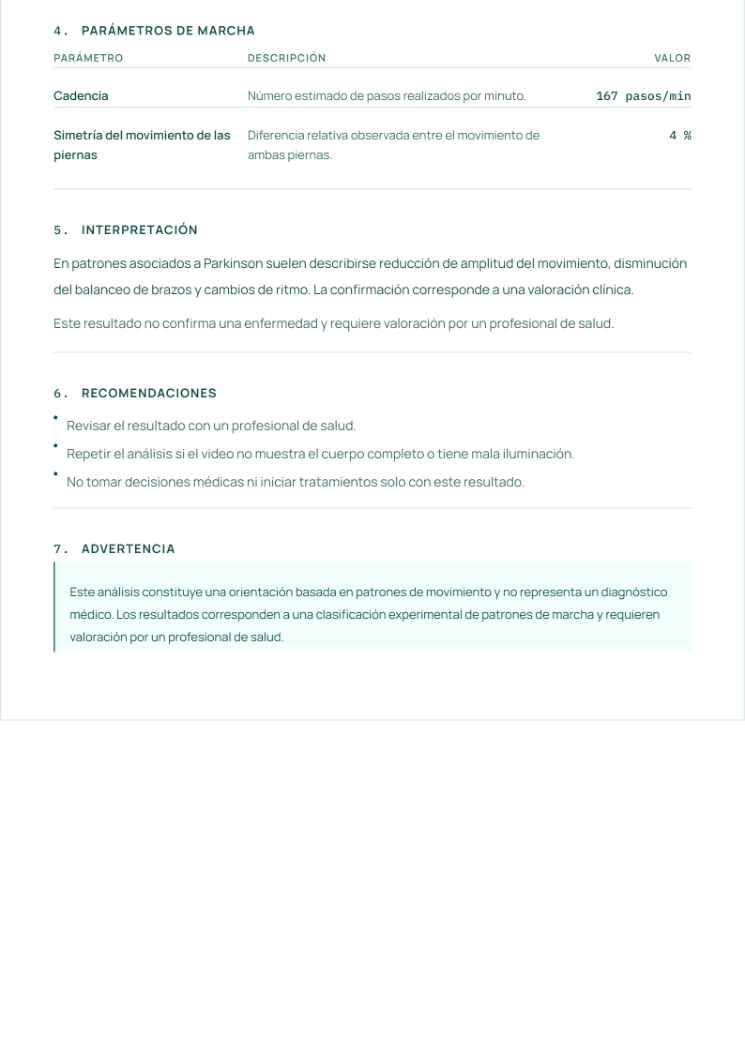 4. PARÁMETROS DE MARCHA
PARÁMETRO DESCRIPCIÓN VALOR
Cadencia Número estimado de pasos realizados por minuto. 167 pasos/min
Simetría del movimiento de las piernas Diferencia relativa observada entre el movimiento de ambas piernas. 4 %
5. INTERPRETACIÓN
En patrones asociados a Parkinson suelen describirse reducción de amplitud del movimiento, disminución
del balanceo de brazos y cambios de ritmo. La confirmación corresponde a una valoración clínica.
Este resultado no confirma una enfermedad y requiere valoración por un profesional de salud.
6. RECOMENDACIONES
• Revisar el resultado con un profesional de salud.
• Repetir el análisis si el video no muestra el cuerpo completo o tiene mala iluminación.
• No tomar decisiones médicas ni iniciar tratamientos solo con este resultado.
7. ADVERTENCIA
Este análisis constituye una orientación basada en patrones de movimiento y no representa un diagnóstico
médico. Los resultados corresponden a una clasificación experimental de patrones de marcha y requieren
valoración por un profesional de salud.